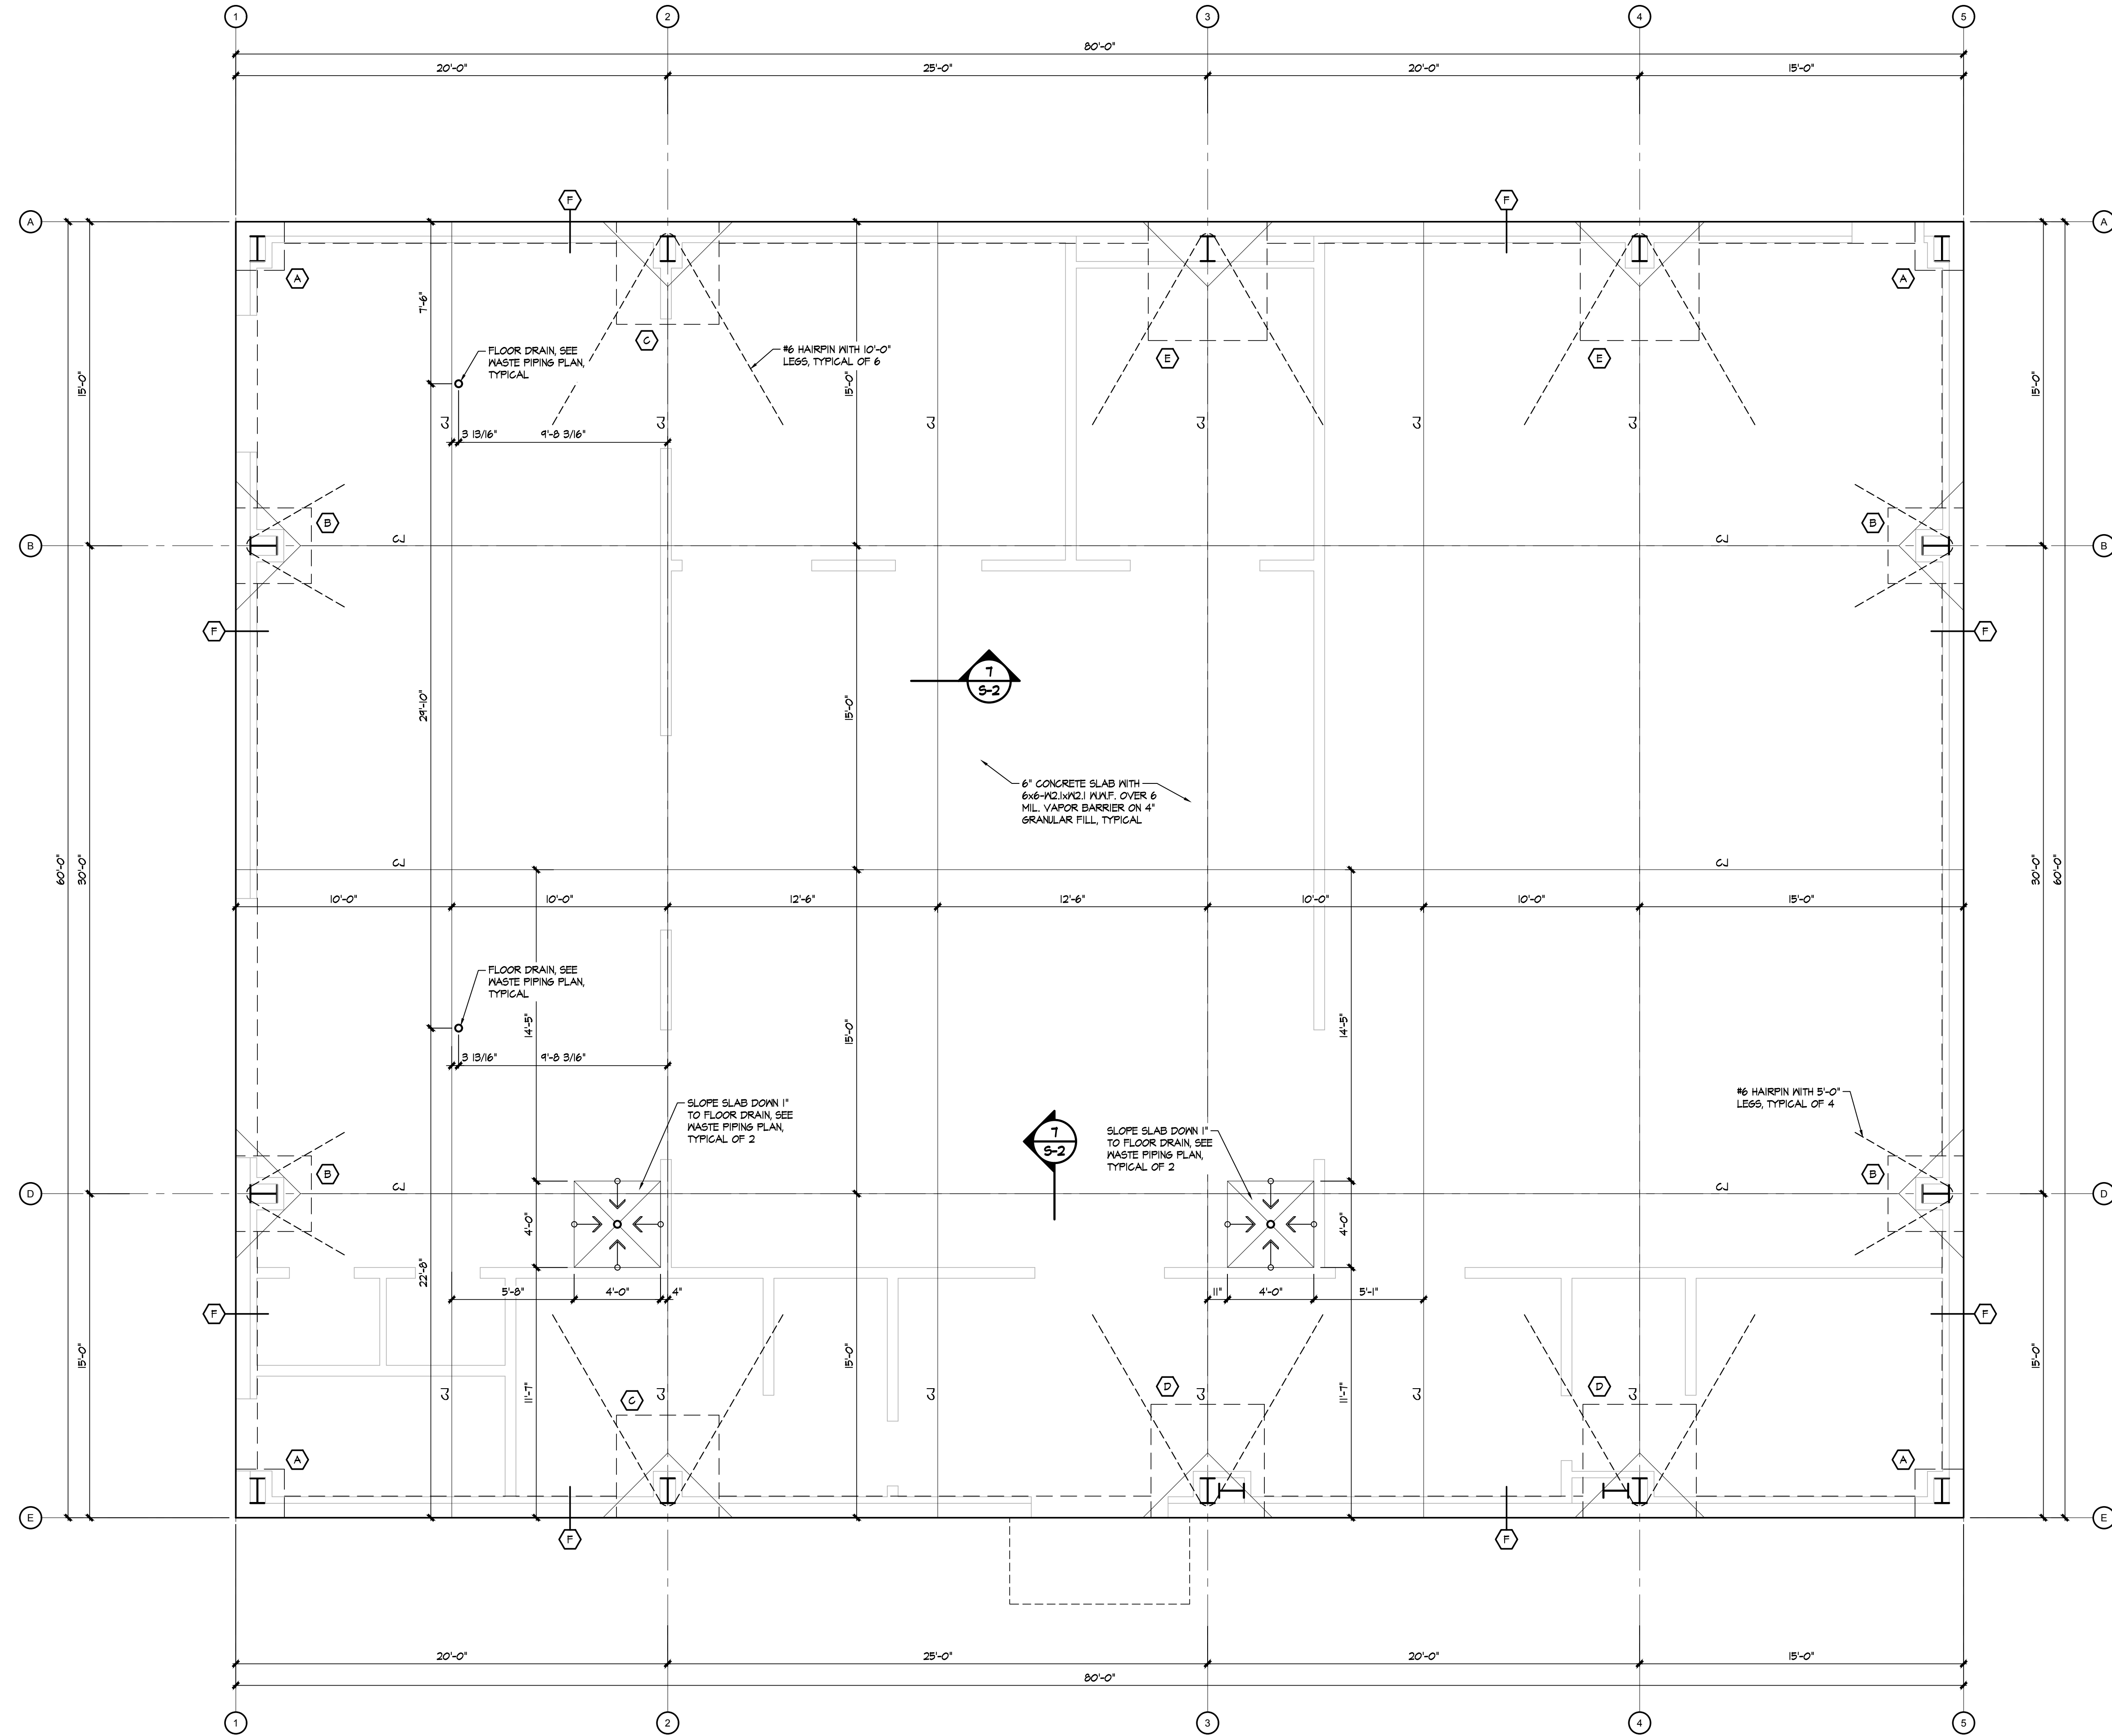 1
2
3
4
5
80'-0"
20'-0"
25'-0"
20'-0"
15'-0"
F
F
A
A
A
A
7'-6"
C
E
E
#6 HAIRPIN WITH 10'-0"
LEGS, TYPICAL OF 6
FLOOR DRAIN, SEE
WASTE PIPING PLAN,
TYPICAL
15'-0"
15'-0"
15'-0"
CJ
CJ
CJ
CJ
CJ
CJ
3 13/16"
9'-8 3/16"
B
B
B
CJ
CJ
B
F
F
7
S-2
29'-10"
15'-0"
6" CONCRETE SLAB WITH
6x6-W2.1xW2.1 W.W.F. OVER 6
MIL. VAPOR BARRIER ON 4"
GRANULAR FILL, TYPICAL
60'-0"
30'-0"
CJ
CJ
30'-0"
60'-0"
10'-0"
10'-0"
12'-6"
12'-6"
10'-0"
10'-0"
15'-0"
FLOOR DRAIN, SEE
WASTE PIPING PLAN,
TYPICAL
14'-5"
15'-0"
14'-5"
3 13/16"
9'-8 3/16"
SLOPE SLAB DOWN 1"
TO FLOOR DRAIN, SEE
WASTE PIPING PLAN,
TYPICAL OF 2
7
S-2
SLOPE SLAB DOWN 1"
TO FLOOR DRAIN, SEE
WASTE PIPING PLAN,
TYPICAL OF 2
#6 HAIRPIN WITH 5'-0"
LEGS, TYPICAL OF 4
B
B
D
CJ
CJ
D
4'-0"
4'-0"
22'-8"
5'-8"
4'-0"
4"
11"
4'-0"
5'-1"
F
F
15'-0"
11'-7"
15'-0"
11'-7"
15'-0"
CJ
CJ
CJ
CJ
CJ
CJ
C
D
D
A
A
E
E
F
F
20'-0"
25'-0"
20'-0"
15'-0"
80'-0"
1
2
3
4
5